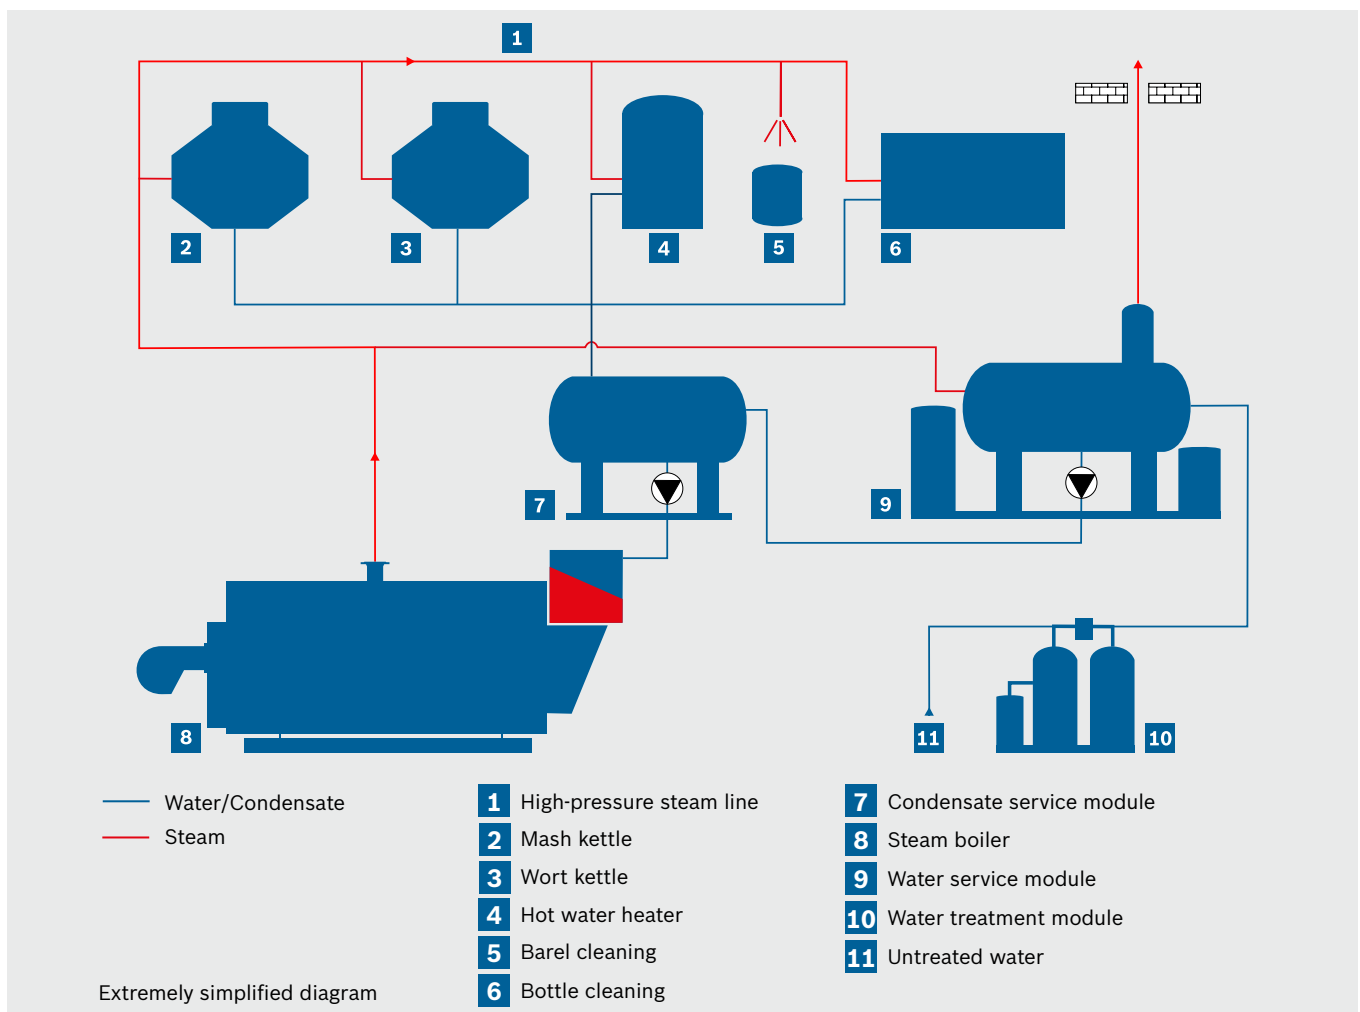 1
2
3
4
5
6
7
9
8
11
10
Water/Condensate
Steam
1 High-pressure steam line
2 Mash kettle
3 Wort kettle
4 Hot water heater
5 Barel cleaning
6 Bottle cleaning
7 Condensate service module
8 Steam boiler
9 Water service module
10 Water treatment module
11 Untreated water
Extremely simplified diagram